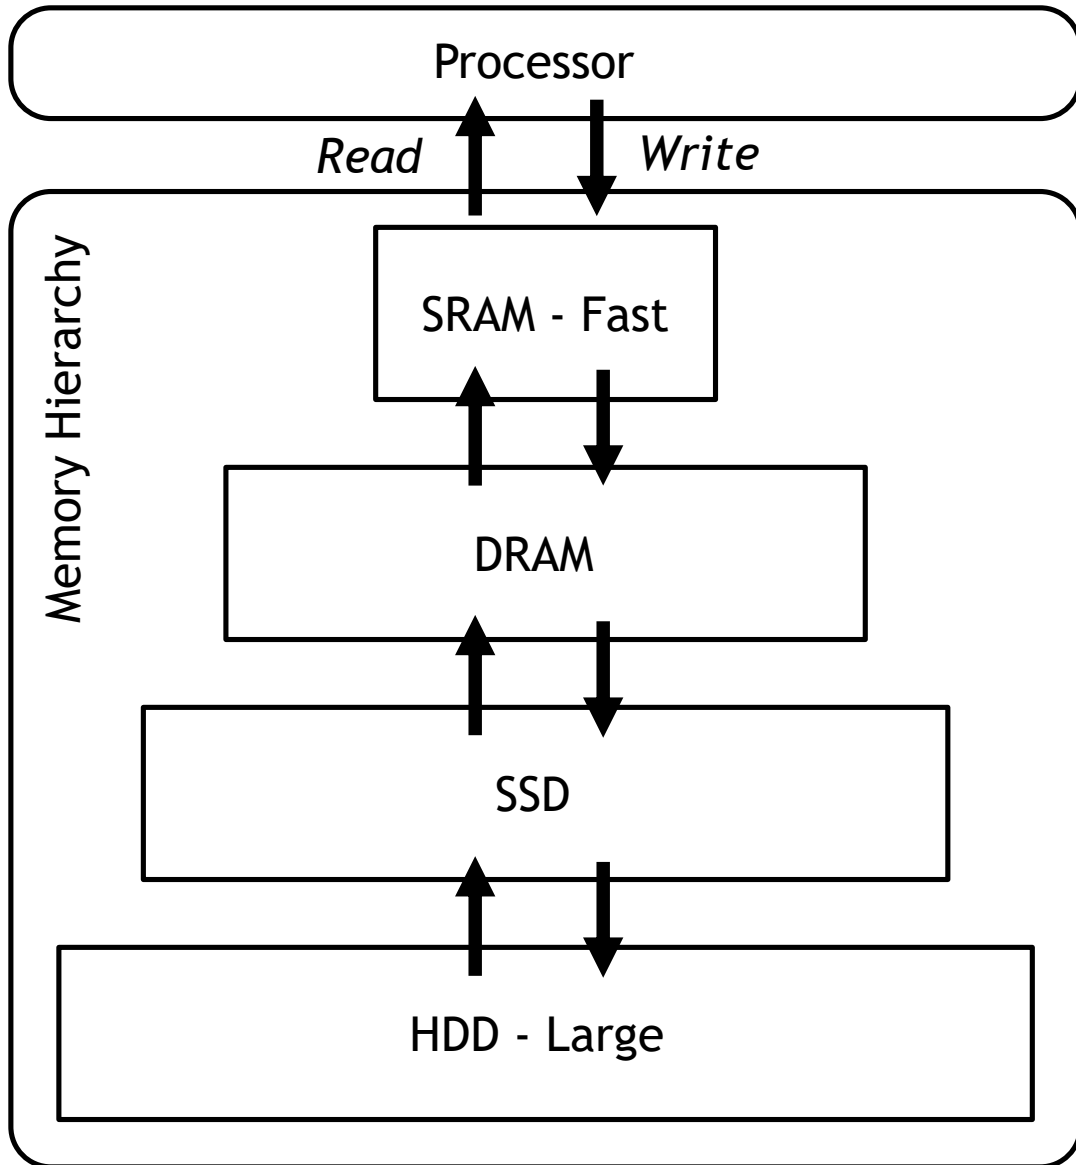 Processor
Read
Write
Memory Hierarchy
SRAM - Fast
DRAM
SSD
HDD - Large